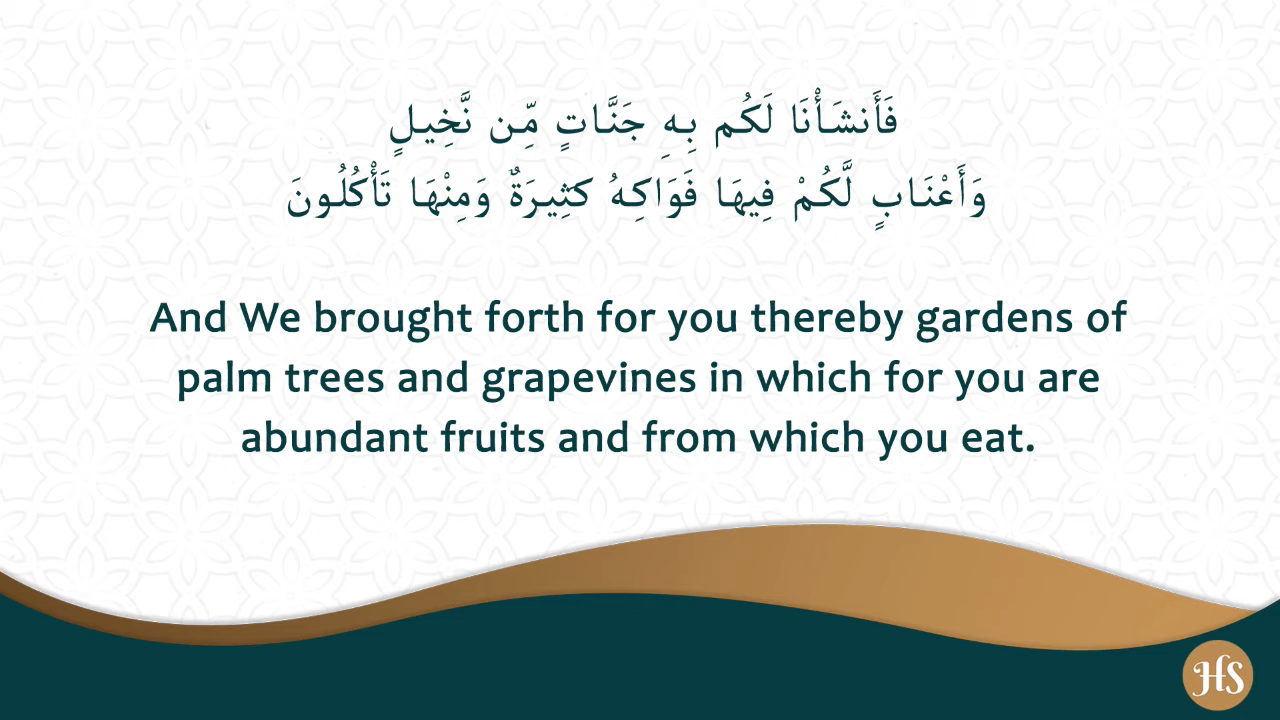 فَأَنشَأْنَا لَكُم بِهِ جَنَّاتٍ مِّن نَّخِيلٍ
وَأَعْنَابٍ لَّكُمْ فِيهَا فَوَاكِهُ كَثِيرَةٌ وَمِنْهَا تَأْكُلُونَ
And We brought forth for you thereby gardens of
palm trees and grapevines in which for you are
abundant fruits and from which you eat.
HS